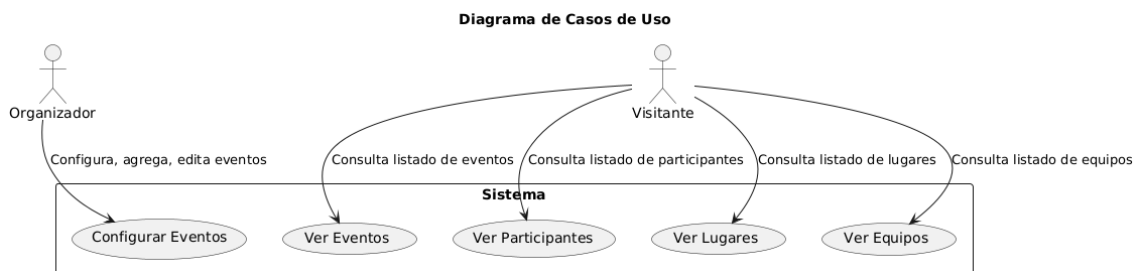 Diagrama de Casos de Uso
Organizador
Visitante
Configura, agrega, edita eventos
Consulta listado de eventos
Consulta listado de participantes
Consulta listado de lugares
Consulta listado de equipos
Sistema
Configurar Eventos
Ver Eventos
Ver Participantes
Ver Lugares
Ver Equipos